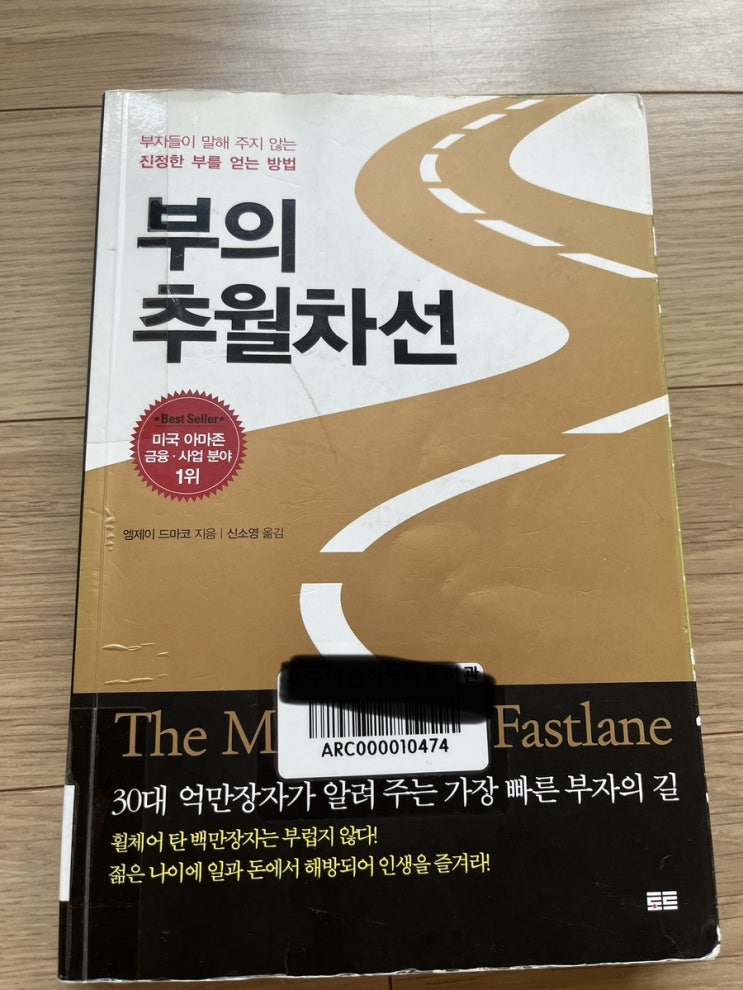 부자들이 말해 주지 않는
진정한 부를 얻는 방법
부의
추월차선
Best Seller
미국 아마존
금융·사업 분야
1위
엠제이 드마코 지음 | 신소영 옮김
관
The M Fastlane
ARC000010474
30대 억만장자가 알려 주는 가장 빠른 부자의 길
휠체어 탄 백만장자는 부럽지 않다!
젊은 나이에 일과 돈에서 해방되어 인생을 즐겨라!
토트